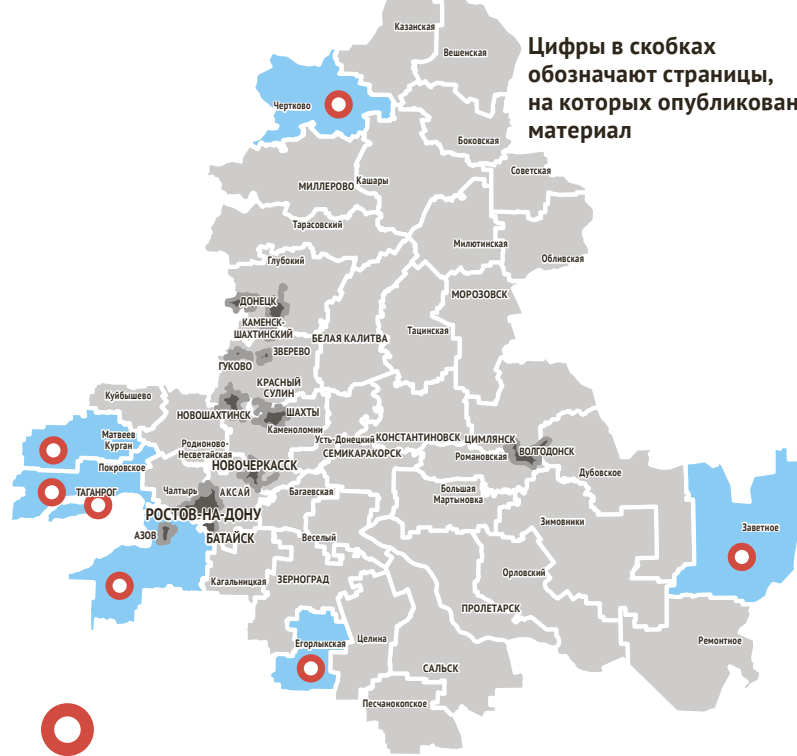 Цифры в скобках
обозначают страницы,
на которых опубликован
материал
Казанская
Вешенская
Чертково
Боковская
Советская
МИЛЛЕРОВО
Кашары
Тарасовский
Милютинская
Обливская
Глубокий
МОРОЗОВСК
ДОНЕЦК
КАМЕНСК-
ШАХТИНСКИЙ
БЕЛАЯ КАЛИТВА
Тацинская
ЗВЕРЕВО
ГУКОВО
КРАСНЫЙ
СУЛИН
Куйбышево
НОВОШАХТИНСК
ШАХТЫ
Каменоломни
Матвеев
Курган
Родионово-
Несветайская
Усть-Донецкий
КОНСТАНТИНОВСК
ЦИМЛЯНСК
СЕМИКАРАКОРСК
Романовская
ВОЛГОДОНСК
Покровское
НОВОЧЕРКАССК
Дубовское
ТАГАНРОГ
Чалтырь
АКСАЙ
Багаевская
Большая
Мартыновка
РОСТОВ-НА-ДОНУ
Зимовники
Заветное
АЗОВ
БАТАЙСК
Веселый
Кагальницкая
ЗЕРНОГРАД
Орловский
ПРОЛЕТАРСК
Егорлыкская
Целина
Ремонтное
САЛЬСК
Песчанокопское